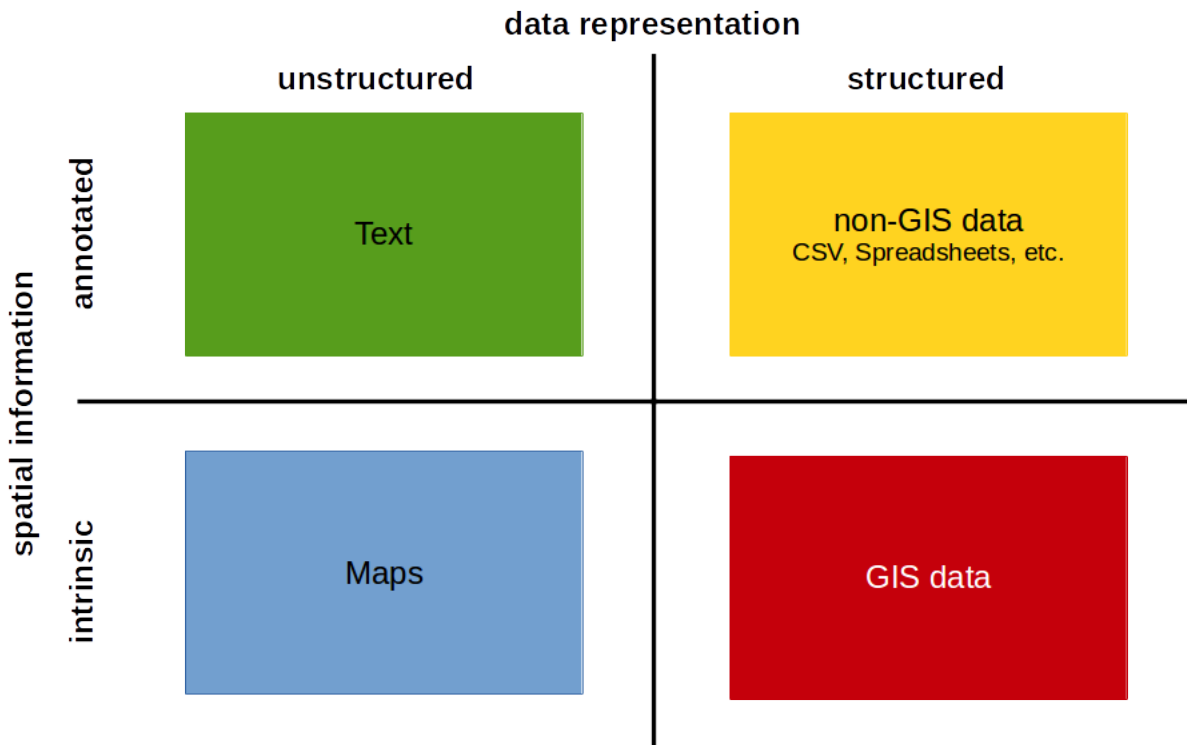 data representation
unstructured
structured
spatial information
annotated
Text
non-GIS data
CSV, Spreadsheets, etc.
intrinsic
Maps
GIS data